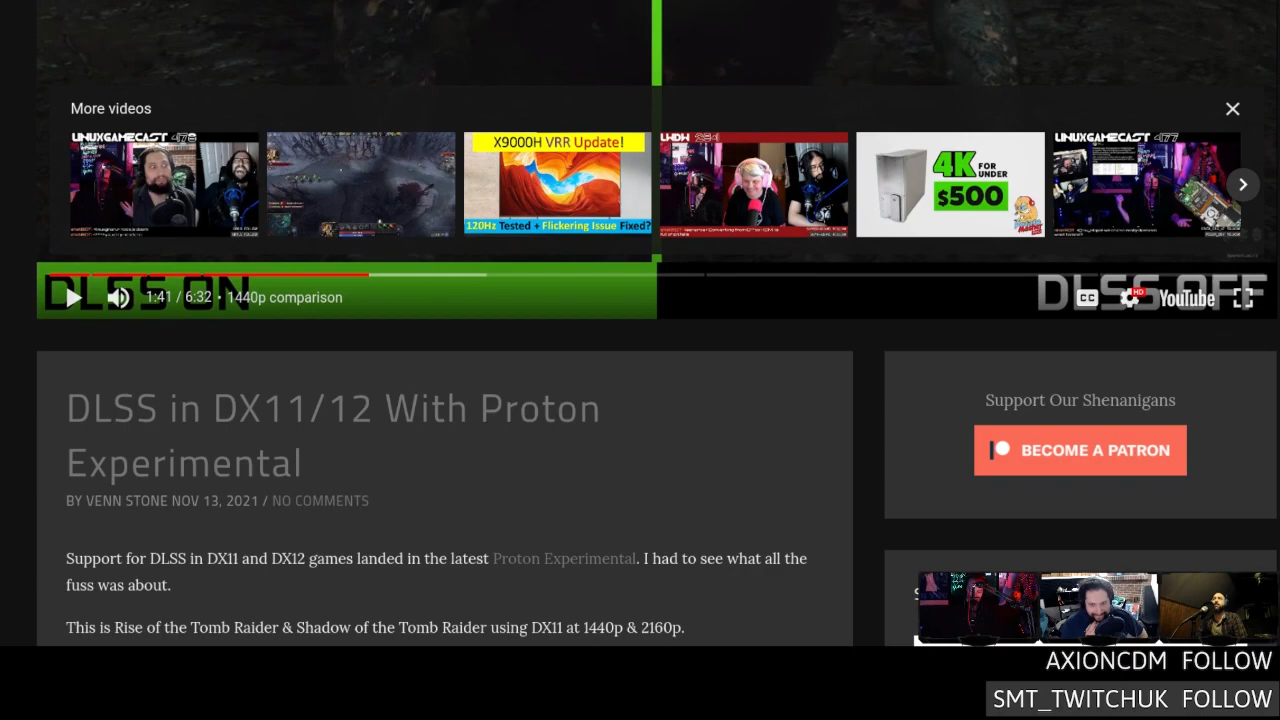 More videos
LINUXGAMECAST 478
X9000H VRR Update!
120Hz Tested + Flickering Issue Fixed?
LWDW 284
4K FOR UNDER $500
LINUXGAMECAST 477
DLSS ON
DLSS OFF
1:41 / 6:32 • 1440p comparison
CC
HD
YouTube
DLSS in DX11/12 With Proton
Experimental
BY VENN STONE NOV 13, 2021 / NO COMMENTS
Support for DLSS in DX11 and DX12 games landed in the latest Proton Experimental. I had to see what all the
fuss was about.
This is Rise of the Tomb Raider & Shadow of the Tomb Raider using DX11 at 1440p & 2160p.
Support Our Shenanigans
BECOME A PATRON
AXIONCDM FOLLOW
SMT_TWITCHUK FOLLOW